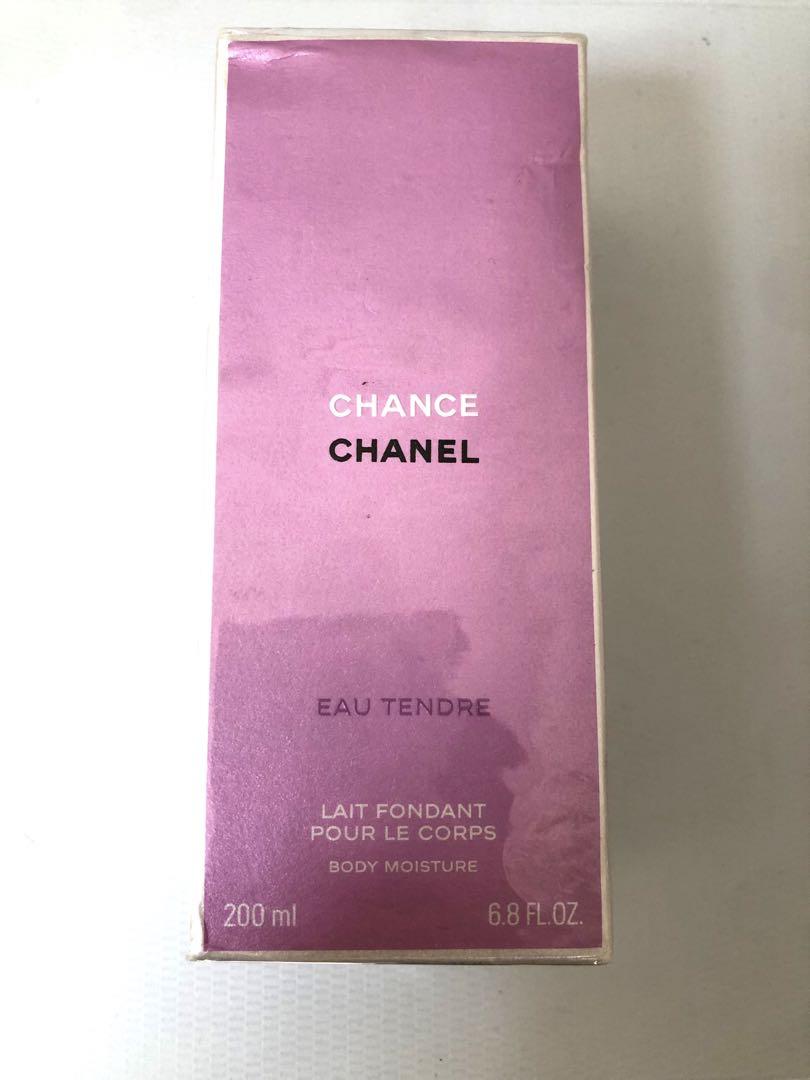 CHANCE
CHANEL
EAU TENDRE
LAIT FONDANT
POUR LE CORPS
BODY MOISTURE
200 ml 6.8 FL.OZ.